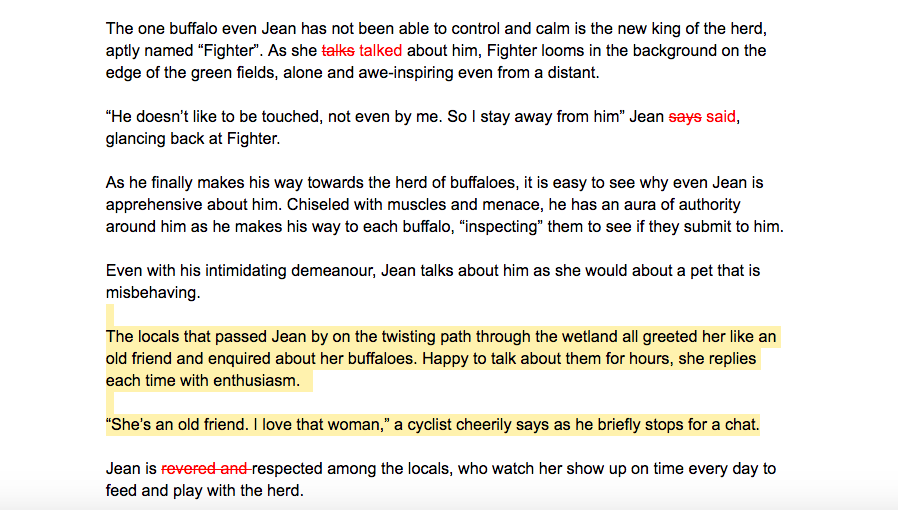 The one buffalo even Jean has not been able to control and calm is the new king of the herd,
aptly named “Fighter”. As she talks talked about him, Fighter looms in the background on the
edge of the green fields, alone and awe-inspiring even from a distant.
“He doesn’t like to be touched, not even by me. So I stay away from him” Jean says said,
glancing back at Fighter.
As he finally makes his way towards the herd of buffaloes, it is easy to see why even Jean is
apprehensive about him. Chiseled with muscles and menace, he has an aura of authority
around him as he makes his way to each buffalo, “inspecting” them to see if they submit to him.
Even with his intimidating demeanour, Jean talks about him as she would about a pet that is
misbehaving.
The locals that passed Jean by on the twisting path through the wetland all greeted her like an
old friend and enquired about her buffaloes. Happy to talk about them for hours, she replies
each time with enthusiasm.
“She’s an old friend. I love that woman,” a cyclist cheerily says as he briefly stops for a chat.
Jean is revered and respected among the locals, who watch her show up on time every day to
feed and play with the herd.